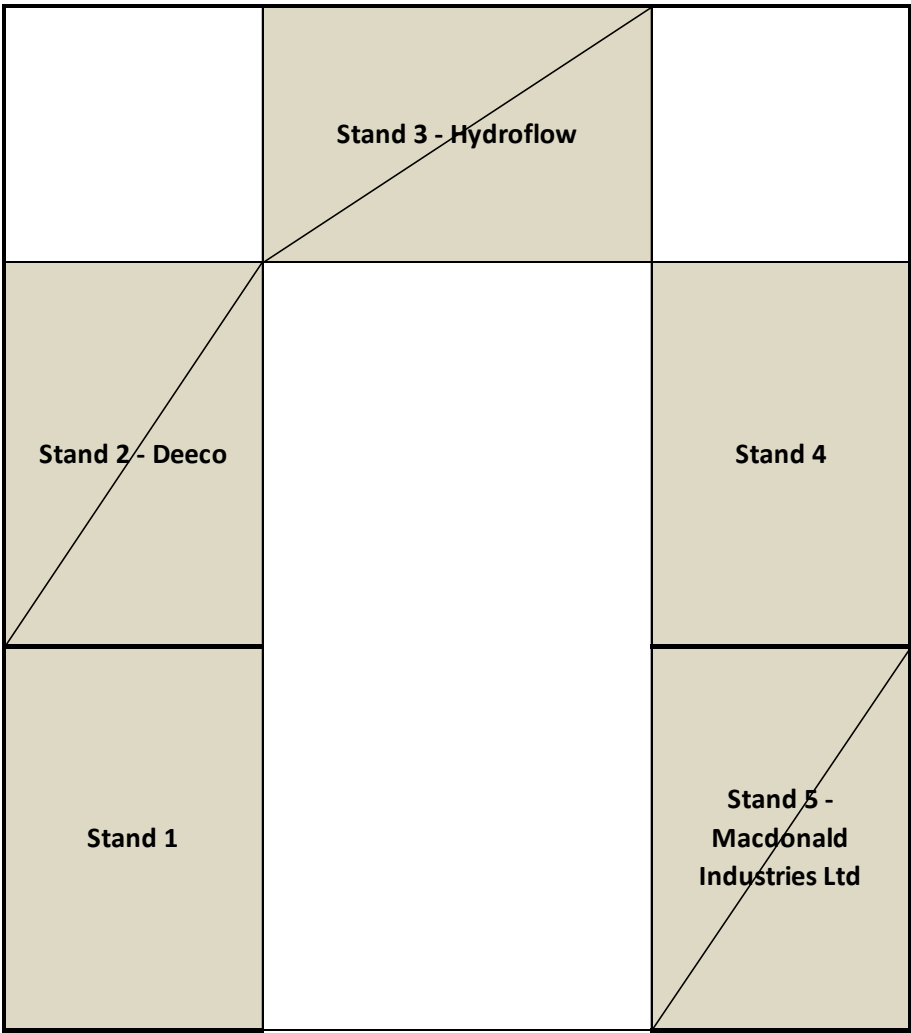 Stand 3 - Hydroflow
Stand 2 - Deeco
Stand 4
Stand 1
Stand 5 -
Macdonald
Industries Ltd